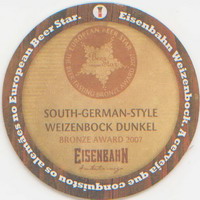 Eisenbahn Weizenbock. A cerveja que conquistou os alemães no European Beer Star.
EUROPEAN BEER STAR
SOUTH-GERMAN-STYLE
WEIZENBOCK DUNKEL
BRONZE AWARD 2007
EISENBAHN